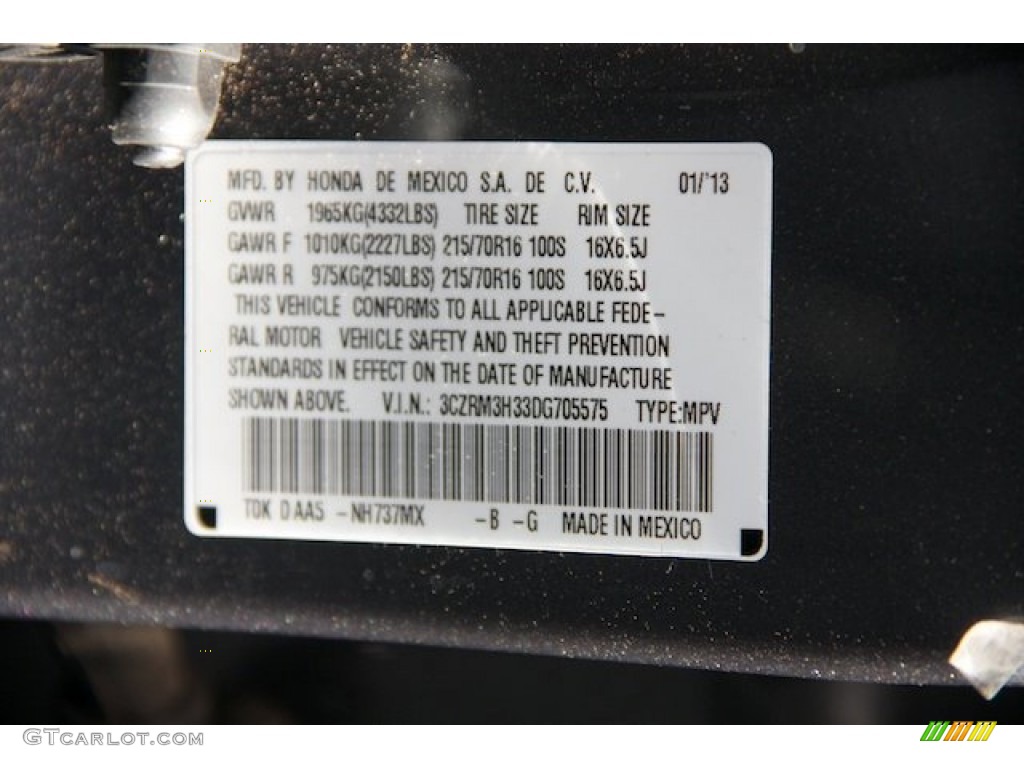 MFD. BY HONDA DE MEXICO S.A. DE C.V. 01/'13
GVWR 1965KG(4332LBS) TIRE SIZE RIM SIZE
GAWR F 1010KG(2227LBS) 215/70R16 100S 16X6.5J
GAWR R 975KG(2150LBS) 215/70R16 100S 16X6.5J
THIS VEHICLE CONFORMS TO ALL APPLICABLE FEDE-
RAL MOTOR VEHICLE SAFETY AND THEFT PREVENTION
STANDARDS IN EFFECT ON THE DATE OF MANUFACTURE
SHOWN ABOVE. V.I.N.: 3CZRM3H33DG705575 TYPE:MPV
T0K D AA5 -NH737MX -B -G MADE IN MEXICO
GTCARLOT.COM